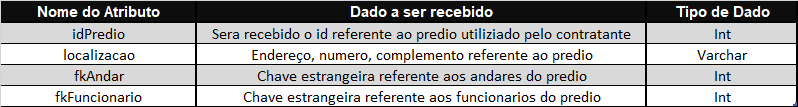 Nome do Atributo Dado a ser recebido Tipo de Dado
idPredio Sera recebido o id referente ao predio utiliziado pelo contratante Int
localizacao Endereço, numero, complemento referente ao predio Varchar
fkAndar Chave estrangeira referente aos andares do predio Int
fkFuncionario Chave estrangeira referente aos funcionarios do predio Int